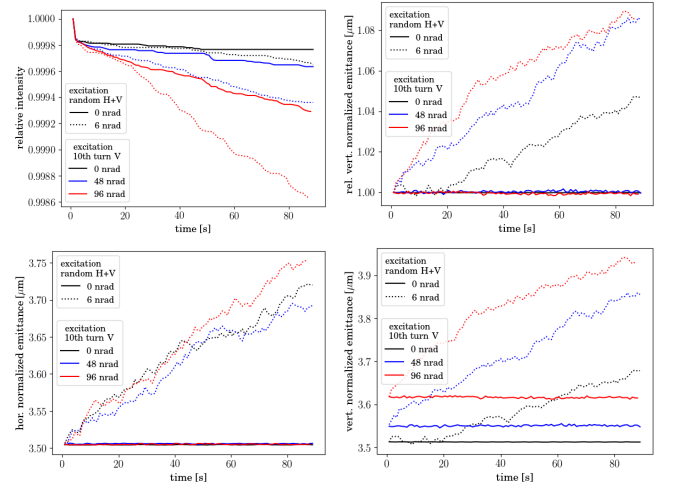 1.0000
0.9998
0.9996
0.9994
0.9992
0.9990
0.9988
0.9986
relative intensity
excitation
random H+V
0 nrad
6 nrad
excitation
10th turn V
0 nrad
48 nrad
96 nrad
0 20 40 60 80
time [s]
1.08
1.06
1.04
1.02
1.00
rel. vert. normalized emittance [μm]
excitation
random H+V
0 nrad
6 nrad
excitation
10th turn V
0 nrad
48 nrad
96 nrad
0 20 40 60 80
time [s]
3.75
3.70
3.65
3.60
3.55
3.50
hor. normalized emittance [μm]
excitation
random H+V
0 nrad
6 nrad
excitation
10th turn V
0 nrad
48 nrad
96 nrad
0 20 40 60 80
time [s]
3.9
3.8
3.7
3.6
3.5
vert. normalized emittance [μm]
excitation
random H+V
0 nrad
6 nrad
excitation
10th turn V
0 nrad
48 nrad
96 nrad
0 20 40 60 80
time [s]